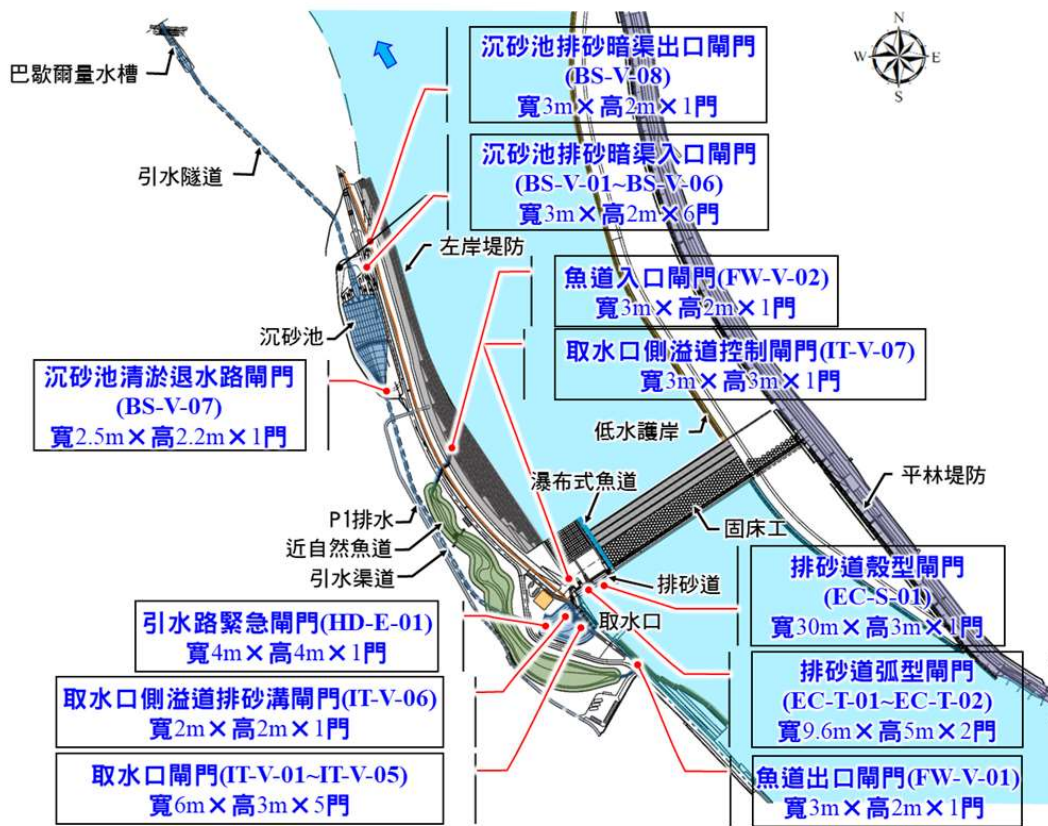 N
W
E
S
巴歇爾量水槽
引水隧道
沉砂池排砂暗渠出口閘門
(BS-V-08)
寬3m×高2m×1門
沉砂池排砂暗渠入口閘門
(BS-V-01~BS-V-06)
寬3m×高2m×6門
左岸堤防
魚道入口閘門(FW-V-02)
寬3m×高2m×1門
沉砂池
取水口側溢道控制閘門(IT-V-07)
寬3m×高3m×1門
沉砂池清淤退水路閘門
(BS-V-07)
寬2.5m×高2.2m×1門
低水護岸
平林堤防
瀑布式魚道
固床工
P1排水
近自然魚道
引水渠道
排砂道
取水口
排砂道殼型閘門
(EC-S-01)
寬30m×高3m×1門
引水路緊急閘門(HD-E-01)
寬4m×高4m×1門
排砂道弧型閘門
(EC-T-01~EC-T-02)
寬9.6m×高5m×2門
取水口側溢道排砂溝閘門(IT-V-06)
寬2m×高2m×1門
取水口閘門(IT-V-01~IT-V-05)
寬6m×高3m×5門
魚道出口閘門(FW-V-01)
寬3m×高2m×1門